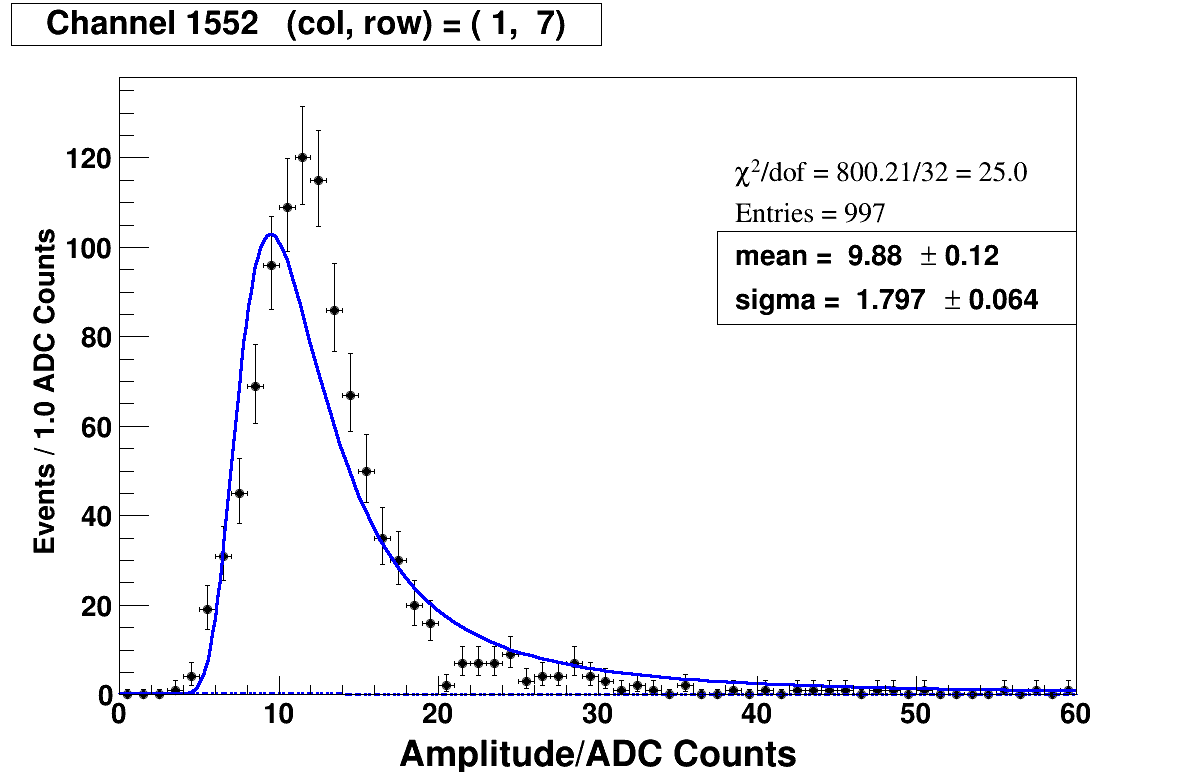 Channel 1552 (col, row) = ( 1, 7)
χ²/dof = 800.21/32 = 25.0
Entries = 997
mean = 9.88 ± 0.12
sigma = 1.797 ± 0.064
Events / 1.0 ADC Counts
120
100
80
60
40
20
0
0 10 20 30 40 50 60
Amplitude/ADC Counts